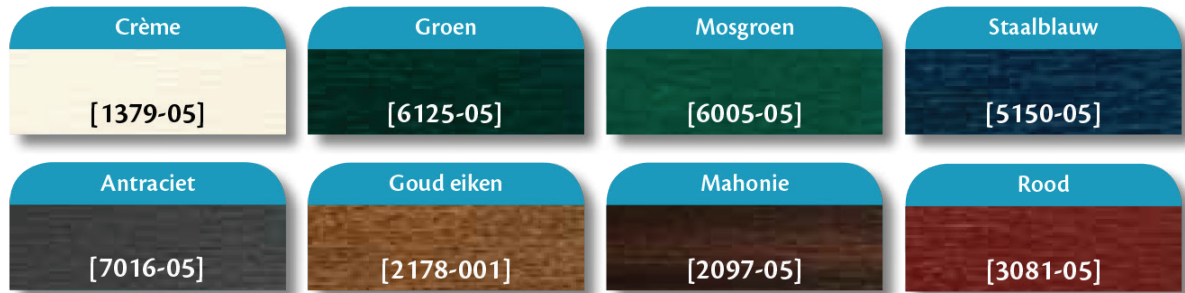 Crème
Groen
Mosgroen
Staalblauw
[1379-05]
[6125-05]
[6005-05]
[5150-05]
Antraciet
Goud eiken
Mahonie
Rood
[7016-05]
[2178-001]
[2097-05]
[3081-05]